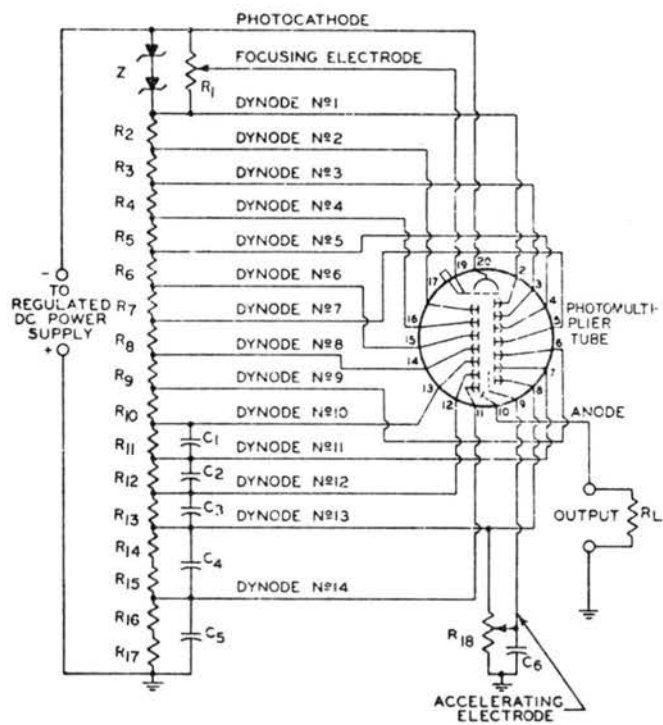 PHOTOCATHODE
FOCUSING ELECTRODE
Z
R1
DYNODE Nº1
R2
DYNODE Nº2
R3
DYNODE Nº3
R4
DYNODE Nº4
R5
DYNODE Nº5
R6
DYNODE Nº6
R7
DYNODE Nº7
R8
DYNODE Nº8
R9
DYNODE Nº9
R10
DYNODE Nº10
C1
R11
DYNODE Nº11
C2
R12
DYNODE Nº12
C3
R13
DYNODE Nº13
R14
C4
R15
DYNODE Nº14
R16
C5
R17
-
TO
REGULATED
DC POWER
SUPPLY
+
17
19
20
2
3
4
5
6
7
8
9
10
11
12
13
14
15
16
PHOTOMULTI-
PLIER
TUBE
ANODE
OUTPUT
RL
R18
C6
ACCELERATING
ELECTRODE